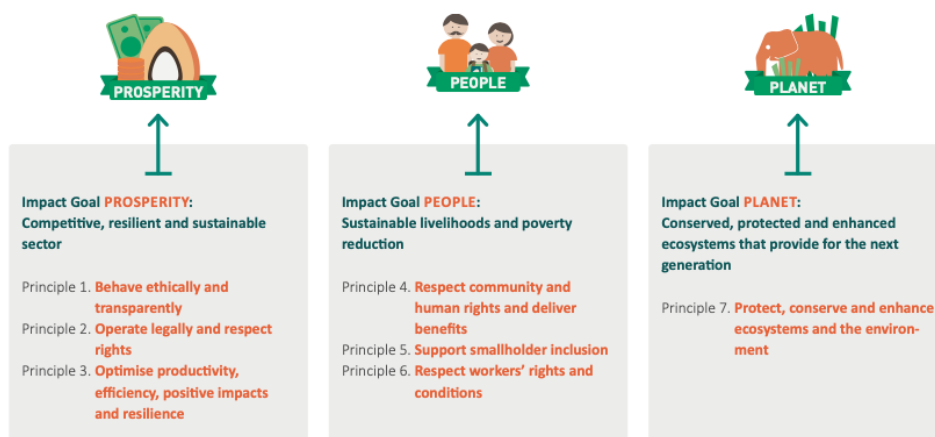 PROSPERITY
Impact Goal PROSPERITY:
Competitive, resilient and sustainable
sector
Principle 1. Behave ethically and
transparently
Principle 2. Operate legally and respect
rights
Principle 3. Optimise productivity,
efficiency, positive impacts
and resilience
PEOPLE
Impact Goal PEOPLE:
Sustainable livelihoods and poverty
reduction
Principle 4. Respect community and
human rights and deliver
benefits
Principle 5. Support smallholder inclusion
Principle 6. Respect workers’ rights and
conditions
PLANET
Impact Goal PLANET:
Conserved, protected and enhanced
ecosystems that provide for the next
generation
Principle 7. Protect, conserve and enhance
ecosystems and the environ-
ment